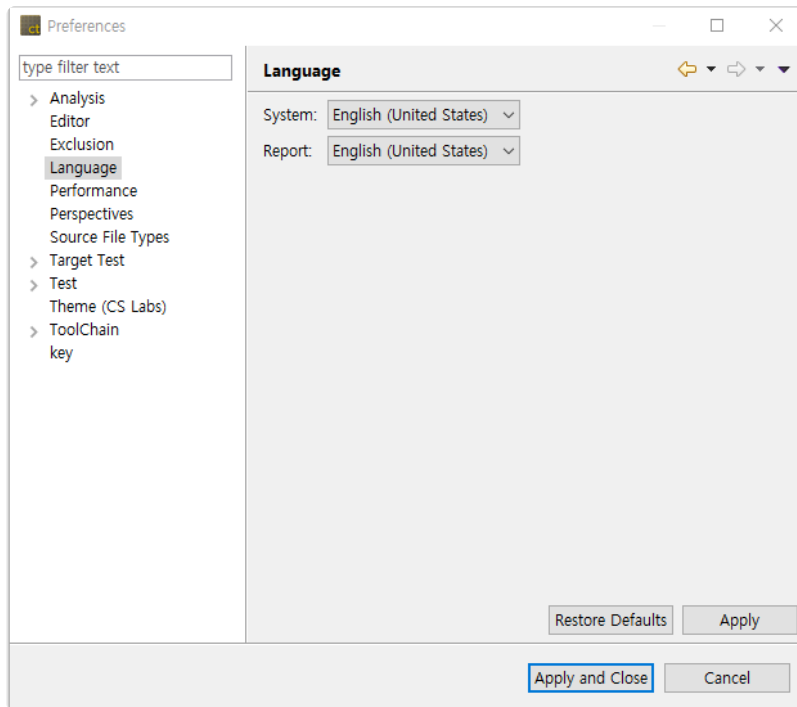 ct Preferences
type filter text
Analysis
Editor
Exclusion
Language
Performance
Perspectives
Source File Types
Target Test
Test
Theme (CS Labs)
ToolChain
key
Language
System: English (United States)
Report: English (United States)
Restore Defaults Apply
Apply and Close Cancel